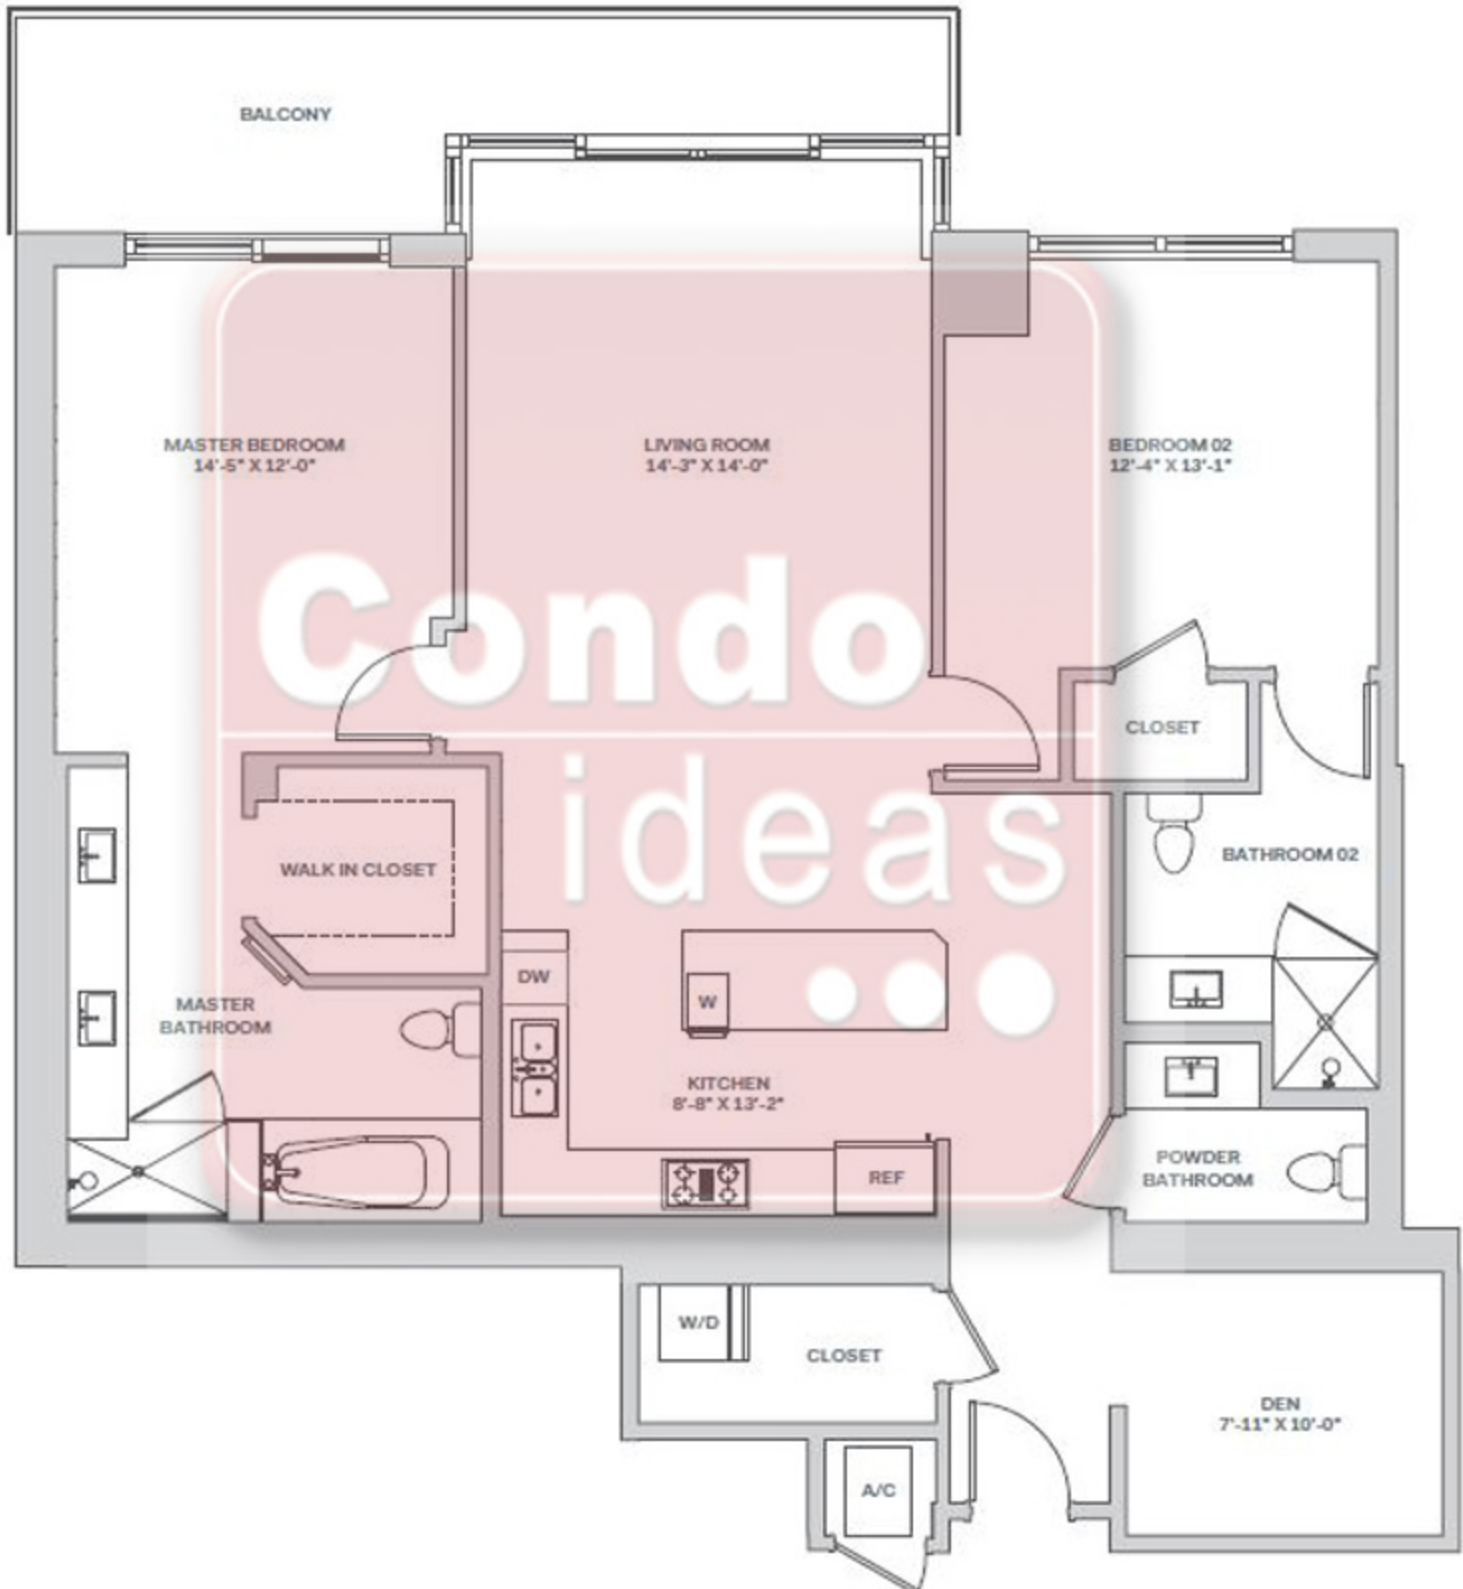 BALCONY
MASTER BEDROOM
14'-5" X 12'-0"
LIVING ROOM
14'-3" X 14'-0"
BEDROOM 02
12'-4" X 13'-1"
Condo
ideas
CLOSET
WALK IN CLOSET
BATHROOM 02
DW
W
MASTER
BATHROOM
KITCHEN
8'-8" X 13'-2"
REF
POWDER
BATHROOM
W/D
CLOSET
DEN
7'-11" X 10'-0"
A/C